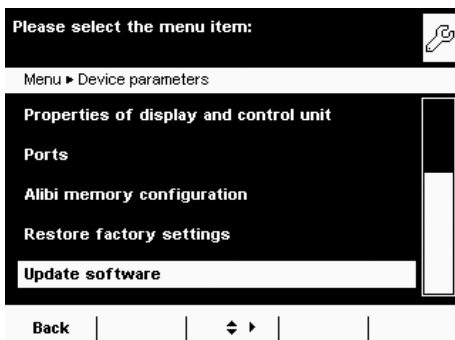 Please select the menu item:
Menu ▸ Device parameters
Properties of display and control unit
Ports
Alibi memory configuration
Restore factory settings
Update software
Back